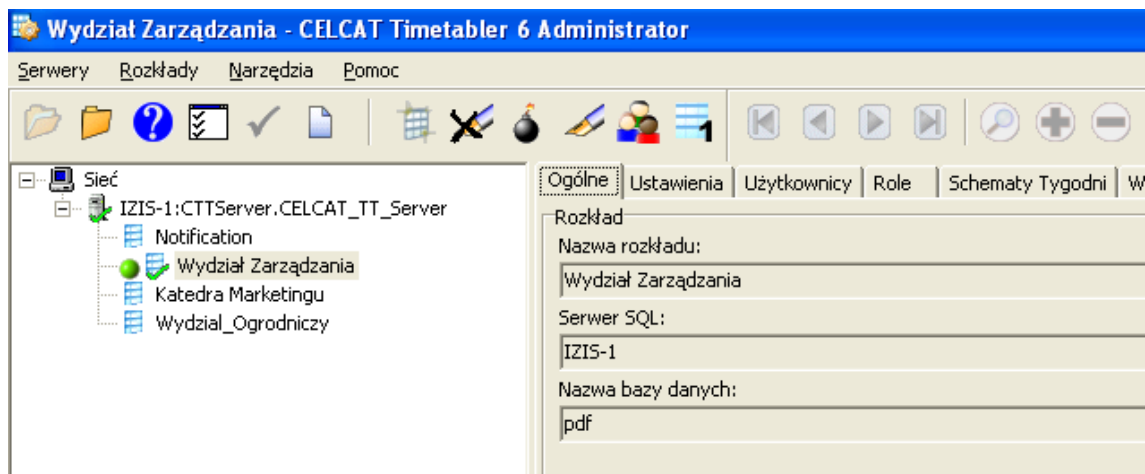 Wydział Zarządzania - CELCAT Timetabler 6 Administrator
Serwery Rozkłady Narzędzia Pomoc
Sieć
IZIS-1:CTTServer.CELCAT_TT_Server
Notification
Wydział Zarządzania
Katedra Marketingu
Wydzial_Ogrodniczy
Ogólne Ustawienia Użytkownicy Role Schematy Tygodni W
Rozkład
Nazwa rozkładu:
Wydział Zarządzania
Serwer SQL:
IZIS-1
Nazwa bazy danych:
pdf